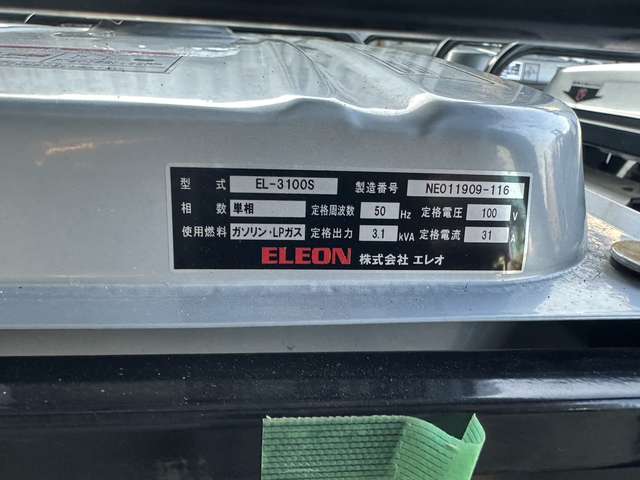 型式 EL-3100S 製造番号 NE011909-116
相数 単相 定格周波数 50 Hz 定格電圧 100 V
使用燃料 ガソリン・LPガス 定格出力 3.1 kVA 定格電流 31 A
ELEON 株式会社 エレオ